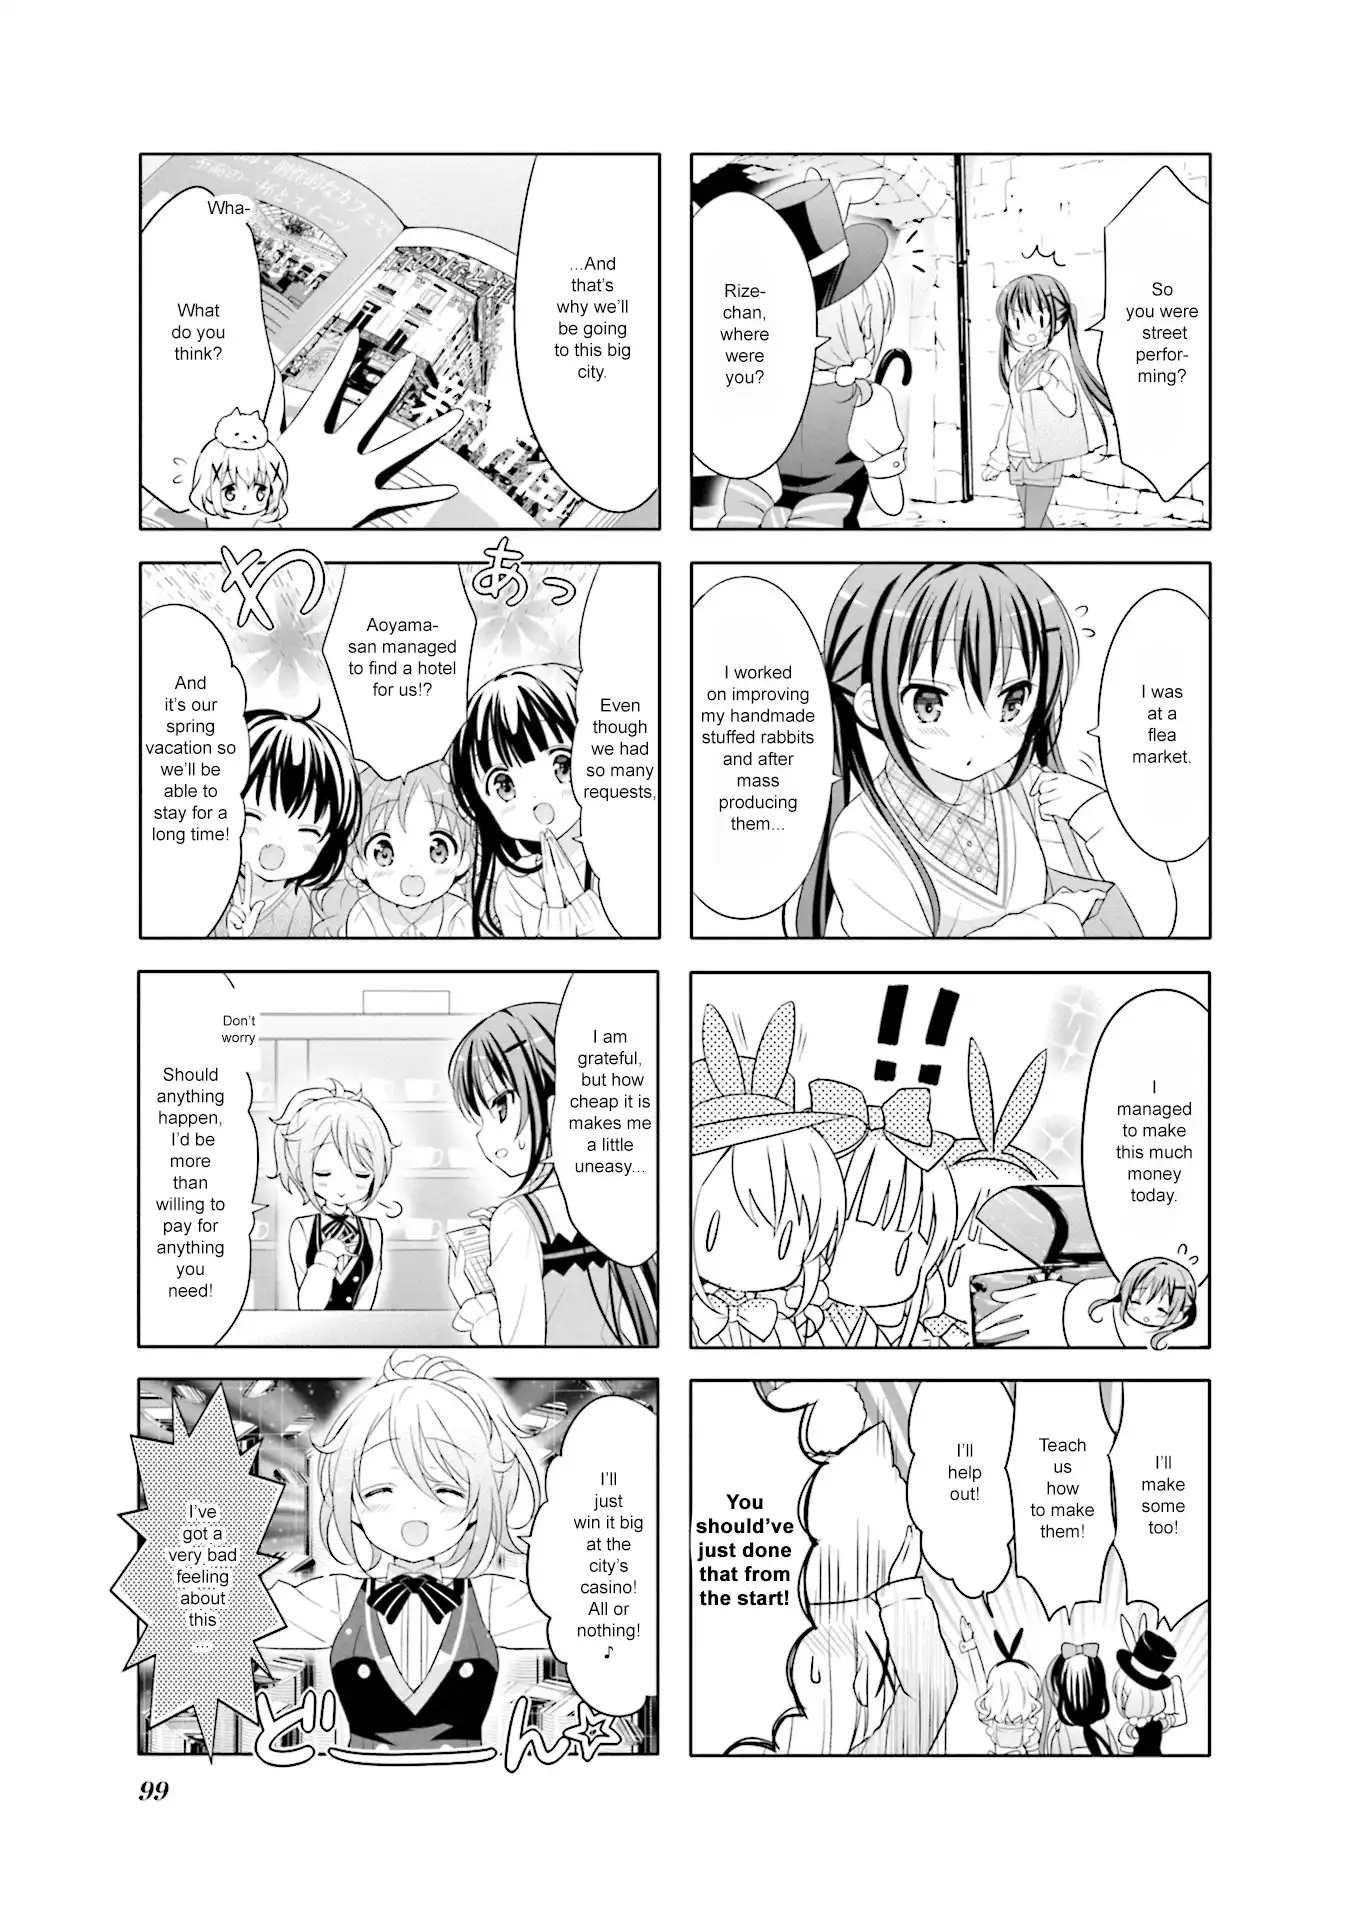 So
you were
street
perfor-
ming?
Rize-
chan,
where
were
you?
I was
at a
flea
market.
I worked
on improving
my handmade
stuffed rabbits
and after
mass
producing
them...
!!
I
managed
to make
this much
money
today.
I'll
make
some
too!
Teach
us
how
to make
them!
I'll
help
out!
You
should've
just done
that from
the start!
...And
that's
why we'll
be going
to this big
city.
Wha-
What
do you
think?
あっ
Even
though
we had
so many
requests,
Aoyama-
san managed
to find a hotel
for us!?
やっ
And
it's our
spring
vacation so
we'll be
able to
stay for a
long time!
I am
grateful,
but how
cheap it is
makes me
a little
uneasy...
Don't
worry
Should
anything
happen,
I'd be
more
than
willing to
pay for
anything
you
need!
I'll
just
win it big
at the
city's
casino!
All or
nothing!
♪
どーん☆
I've
got a
very bad
feeling
about
this
...
99